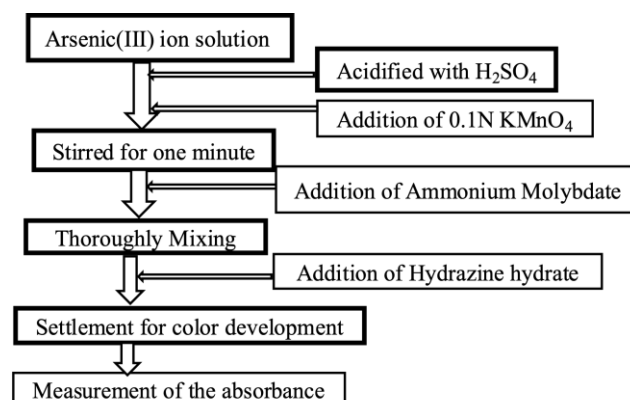 Arsenic(III) ion solution
Acidified with H₂SO₄
Addition of 0.1N KMnO₄
Stirred for one minute
Addition of Ammonium Molybdate
Thoroughly Mixing
Addition of Hydrazine hydrate
Settlement for color development
Measurement of the absorbance